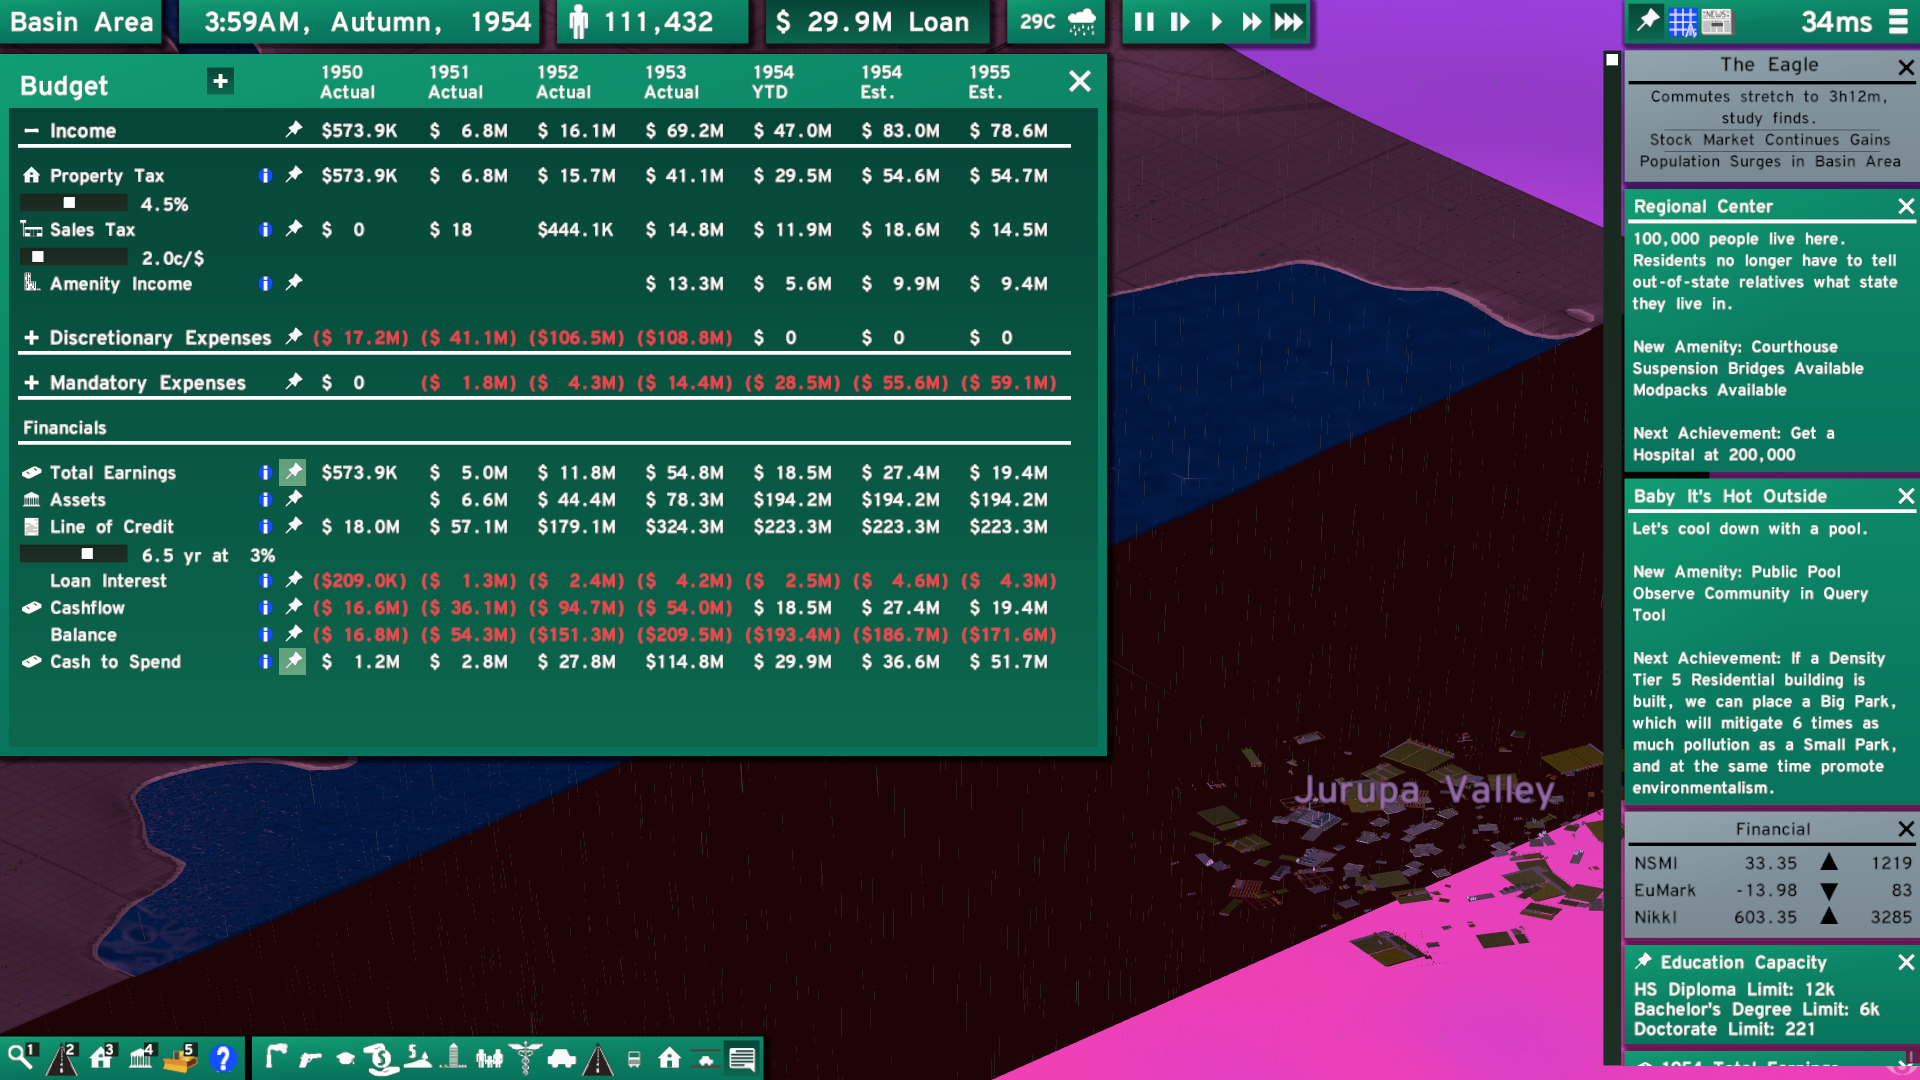 Basin Area
3:59AM, Autumn, 1954
111,432
$ 29.9M Loan
29C
34ms
Budget
1950 Actual 1951 Actual 1952 Actual 1953 Actual 1954 YTD 1954 Est. 1955 Est.
Income $573.9K $ 6.8M $ 16.1M $ 69.2M $ 47.0M $ 83.0M $ 78.6M
Property Tax $573.9K $ 6.8M $ 15.7M $ 41.1M $ 29.5M $ 54.6M $ 54.7M
4.5%
Sales Tax $ 0 $ 18 $444.1K $ 14.8M $ 11.9M $ 18.6M $ 14.5M
2.0c/$
Amenity Income $ 13.3M $ 5.6M $ 9.9M $ 9.4M
Discretionary Expenses ($ 17.2M) ($ 41.1M) ($106.5M) ($108.8M) $ 0 $ 0 $ 0
Mandatory Expenses $ 0 ($ 1.8M) ($ 4.3M) ($ 14.4M) ($ 28.5M) ($ 55.6M) ($ 59.1M)
Financials
Total Earnings $573.9K $ 5.0M $ 11.8M $ 54.8M $ 18.5M $ 27.4M $ 19.4M
Assets $ 6.6M $ 44.4M $ 78.3M $194.2M $194.2M $194.2M
Line of Credit $ 18.0M $ 57.1M $179.1M $324.3M $223.3M $223.3M $223.3M
6.5 yr at 3%
Loan Interest ($209.0K) ($ 1.3M) ($ 2.4M) ($ 4.2M) ($ 2.5M) ($ 4.6M) ($ 4.3M)
Cashflow ($ 16.6M) ($ 36.1M) ($ 94.7M) ($ 54.0M) $ 18.5M $ 27.4M $ 19.4M
Balance ($ 16.8M) ($ 54.3M) ($151.3M) ($209.5M) ($193.4M) ($186.7M) ($171.6M)
Cash to Spend $ 1.2M $ 2.8M $ 27.8M $114.8M $ 29.9M $ 36.6M $ 51.7M
Jurupa Valley
The Eagle
Commutes stretch to 3h12m,
study finds.
Stock Market Continues Gains
Population Surges in Basin Area
Regional Center
100,000 people live here.
Residents no longer have to tell
out-of-state relatives what state
they live in.
New Amenity: Courthouse
Suspension Bridges Available
Modpacks Available
Next Achievement: Get a
Hospital at 200,000
Baby It's Hot Outside
Let's cool down with a pool.
New Amenity: Public Pool
Observe Community in Query
Tool
Next Achievement: If a Density
Tier 5 Residential building is
built, we can place a Big Park,
which will mitigate 6 times as
much pollution as a Small Park,
and at the same time promote
environmentalism.
Financial
NSMI 33.35 ▲ 1219
EuMark -13.98 ▼ 83
Nikkl 603.35 ▲ 3285
Education Capacity
HS Diploma Limit: 12k
Bachelor's Degree Limit: 6k
Doctorate Limit: 221
1954 Total Earnings
1 2 3 4 5 ?